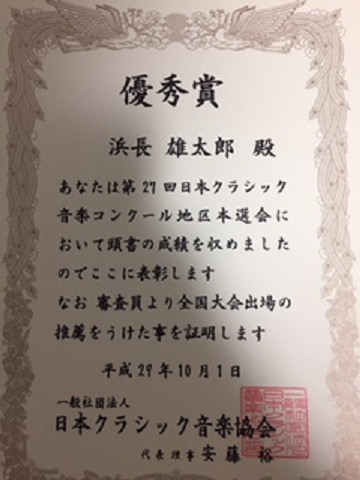 優秀賞
浜長 雄太郎 殿
あなたは第27回日本クラシック
音楽コンクール地区本選会に
おいて頭書の成績を収めました
のでここに表彰します
なお 審査員より全国大会出場の
推薦をうけた事を証明します
平成29年10月1日
一般社団法人
日本クラシック音楽協会
代表理事 安藤 裕